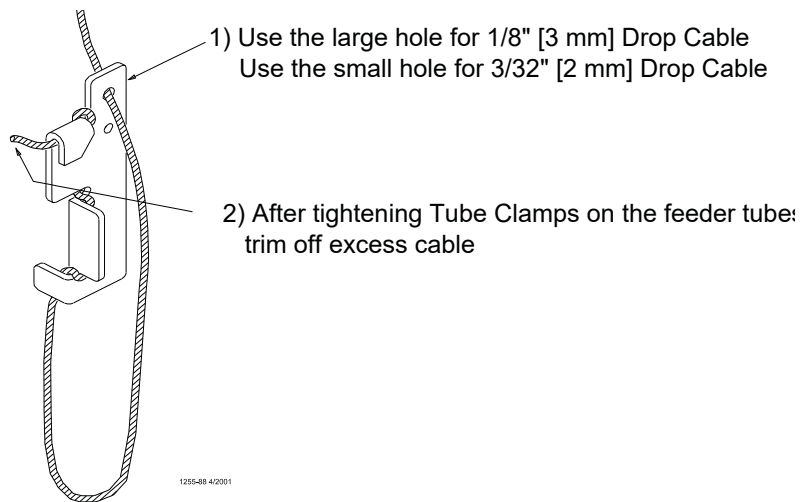 1) Use the large hole for 1/8" [3 mm] Drop Cable
Use the small hole for 3/32" [2 mm] Drop Cable
2) After tightening Tube Clamps on the feeder tubes
trim off excess cable
1255-88 4/2001